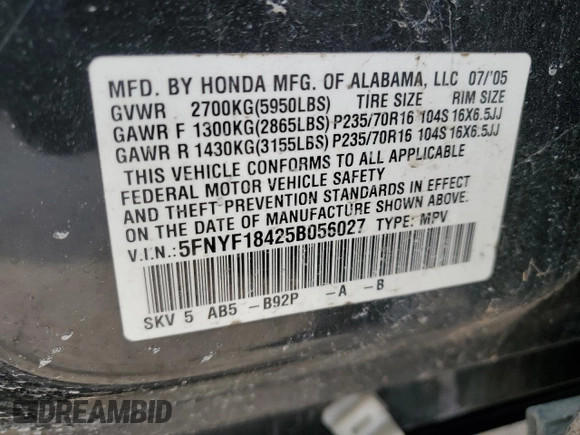 MFD. BY HONDA MFG. OF ALABAMA, LLC 07/'05
GVWR 2700KG(5950LBS) TIRE SIZE RIM SIZE
GAWR F 1300KG(2865LBS) P235/70R16 104S 16X6.5JJ
GAWR R 1430KG(3155LBS) P235/70R16 104S 16X6.5JJ
THIS VEHICLE CONFORMS TO ALL APPLICABLE
FEDERAL MOTOR VEHICLE SAFETY
AND THEFT-PREVENTION STANDARDS IN EFFECT
ON DATE OF MANUFACTURE SHOWN ABOVE.
V.I.N.: 5FNYF18425B056027 TYPE: MPV
SKV 5 AB5 -B92P -A -B
DREAMBID